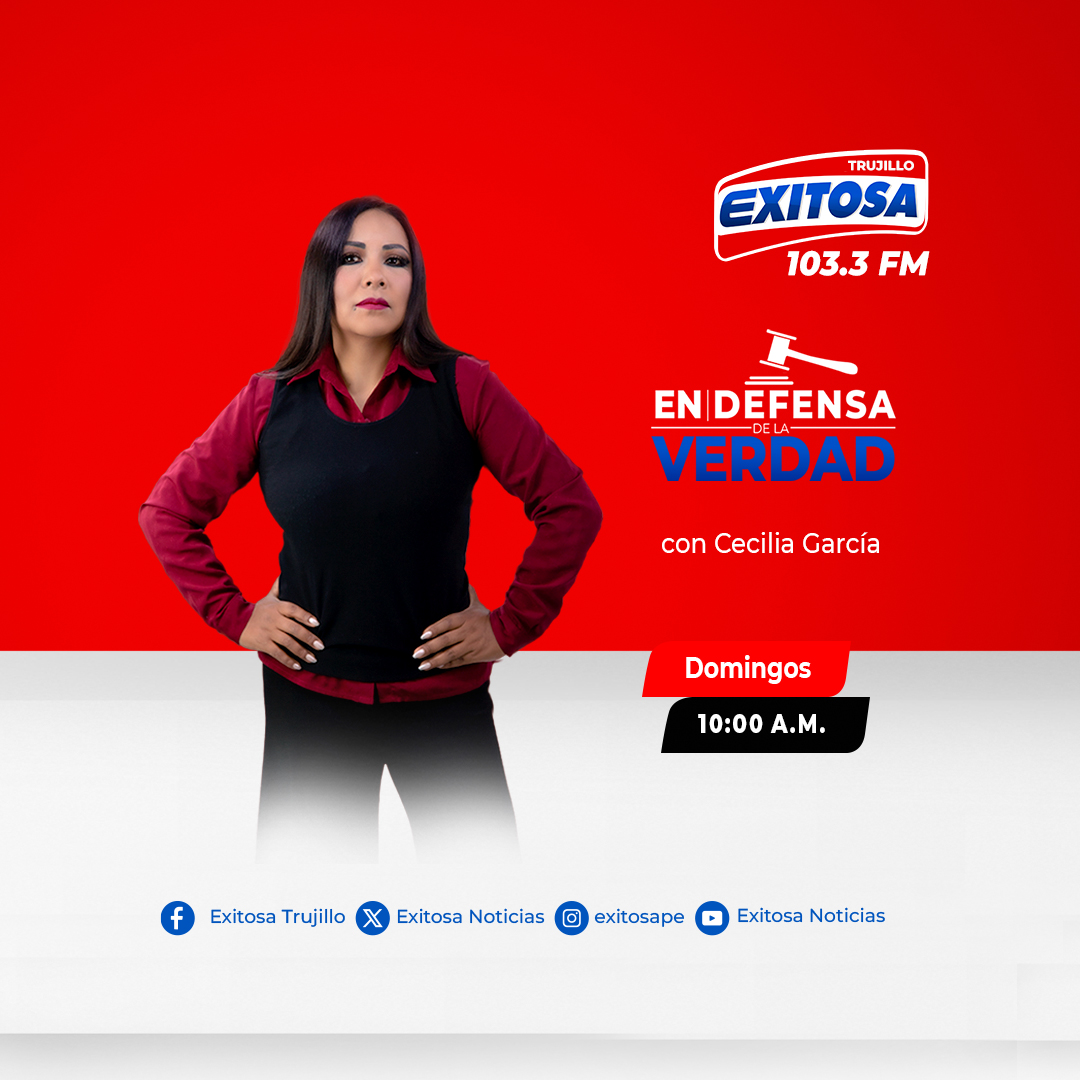 TRUJILLO
EXITOSA
103.3 FM
EN DEFENSA
DE LA
VERDAD
con Cecilia García
Domingos
10:00 A.M.
Exitosa Trujillo Exitosa Noticias exitosape Exitosa Noticias